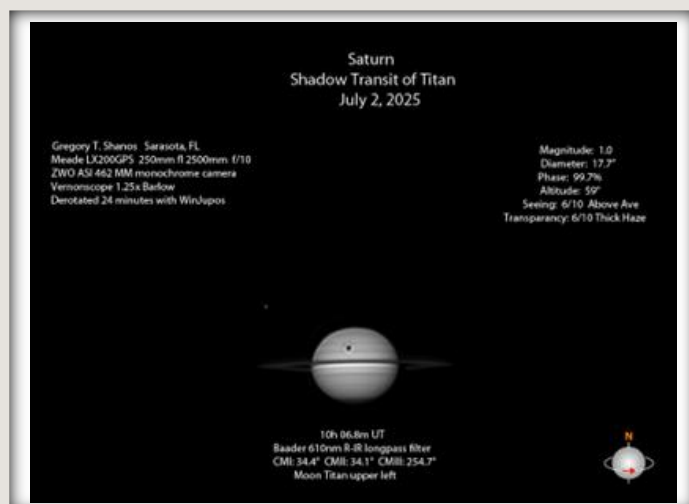 Saturn
Shadow Transit of Titan
July 2, 2025
Gregory T. Shanos Sarasota, FL
Meade LX200GPS 250mm fl 2500mm f/10
ZWO ASI 462 MM monochrome camera
Vernonscope 1.25x Barlow
Derotated 24 minutes with WinJupos
Magnitude: 1.0
Diameter: 17.7"
Phase: 99.7%
Altitude: 59°
Seeing: 6/10 Above Ave
Transparancy: 6/10 Thick Haze
10h 06.8m UT
Baader 610nm R-IR longpass filter
CMI: 34.4° CMII: 34.1° CMIII: 254.7°
Moon Titan upper left
N